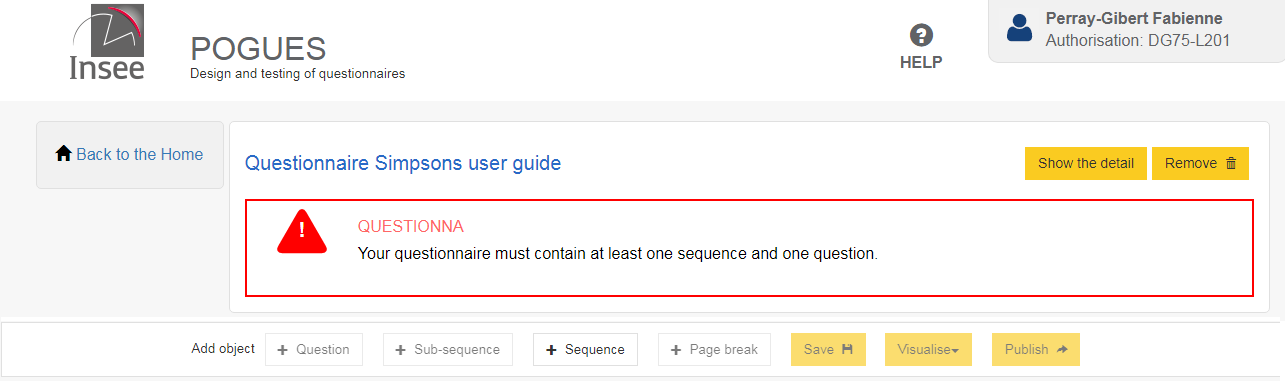 Insee
POGUES
Design and testing of questionnaires
HELP
Perray-Gibert Fabienne
Authorisation: DG75-L201
Back to the Home
Questionnaire Simpsons user guide
Show the detail
Remove
!
QUESTIONNA
Your questionnaire must contain at least one sequence and one question.
Add object + Question + Sub-sequence + Sequence + Page break Save Visualise Publish